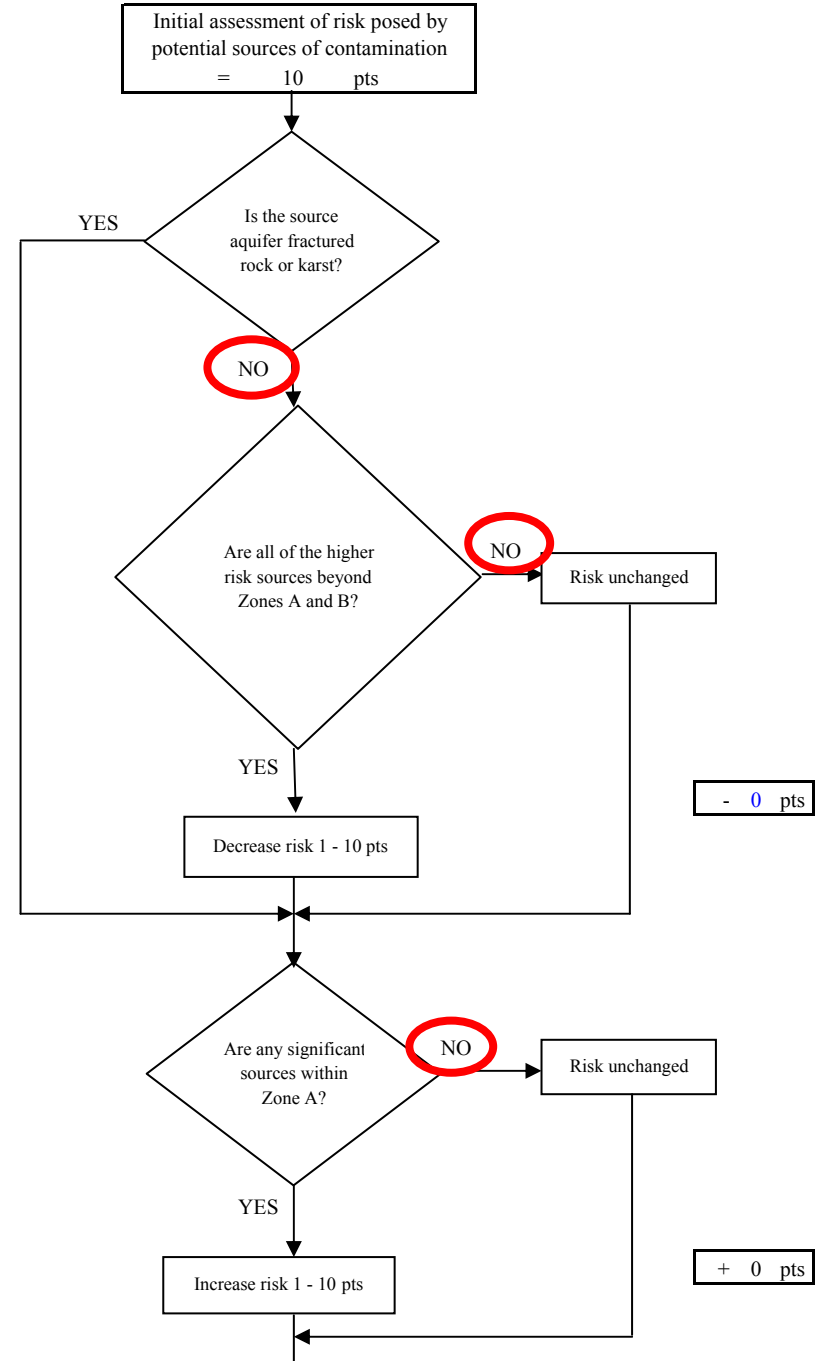 Initial assessment of risk posed by
potential sources of contamination
= 10 pts
YES
Is the source
aquifer fractured
rock or karst?
NO
Are all of the higher
risk sources beyond
Zones A and B?
NO
Risk unchanged
YES
- 0 pts
Decrease risk 1 - 10 pts
Are any significant
sources within
Zone A?
NO
Risk unchanged
YES
+ 0 pts
Increase risk 1 - 10 pts